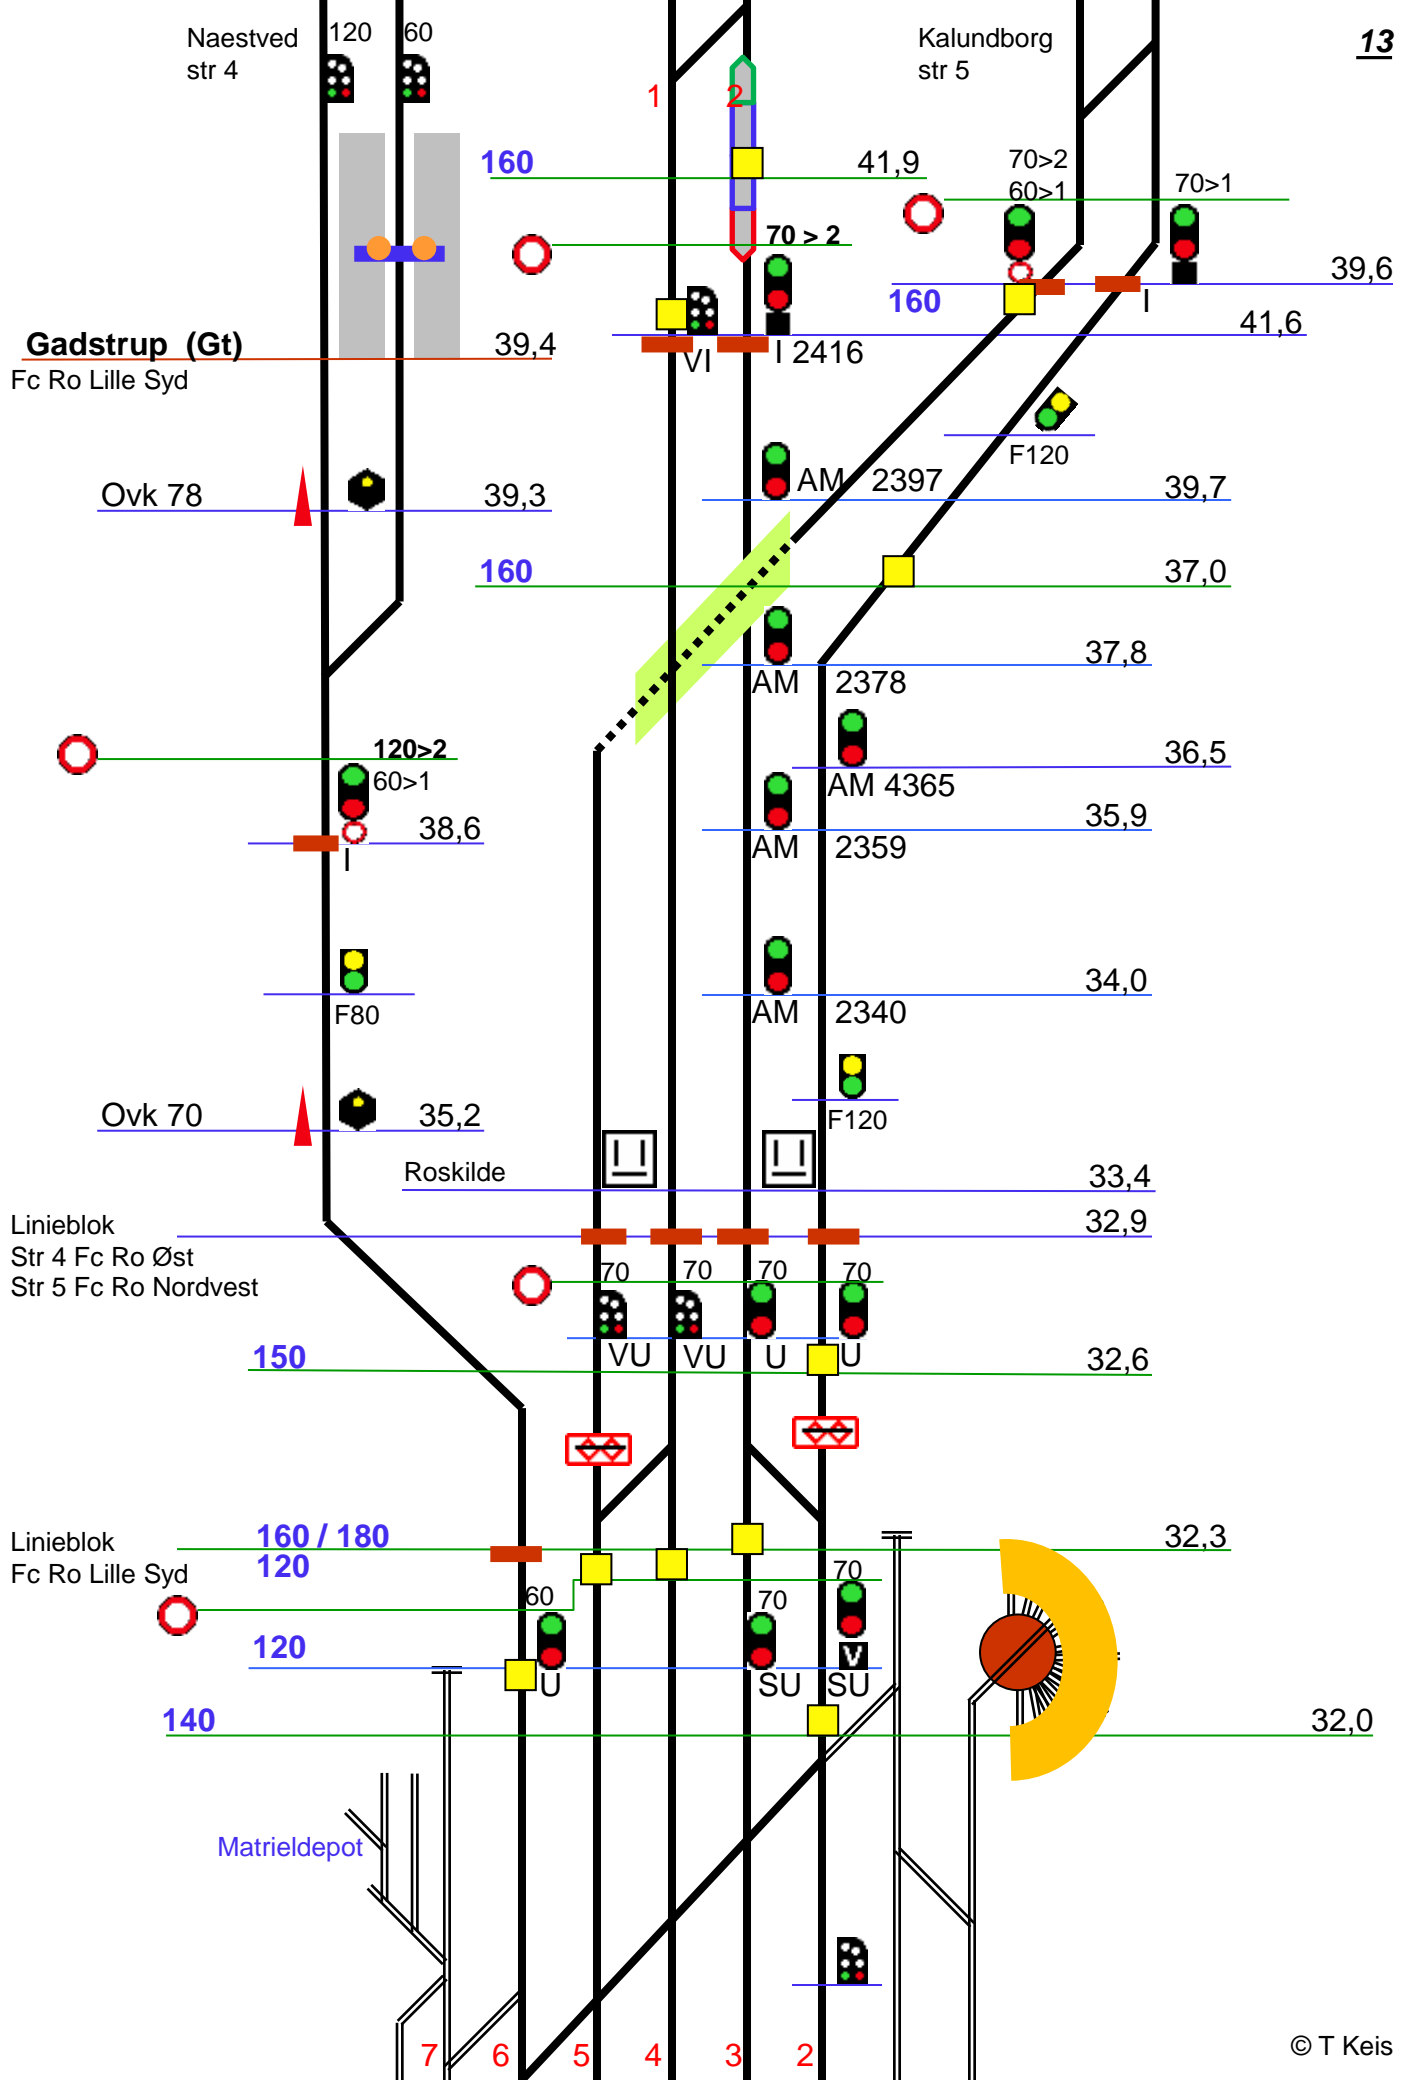 Naestved
str 4
120
60
Kalundborg
str 5
13
1
2
160
41,9
70>2
60>1
70>1
70 > 2
39,6
160
I
41,6
Gadstrup (Gt)
39,4
VI
I 2416
Fc Ro Lille Syd
F120
AM 2397
39,7
Ovk 78
39,3
160
37,0
37,8
AM 2378
120>2
60>1
36,5
AM 4365
38,6
I
35,9
AM 2359
34,0
F80
AM 2340
Ovk 70
35,2
F120
Roskilde
33,4
Linieblok
Str 4 Fc Ro Øst
Str 5 Fc Ro Nordvest
32,9
70
70
70
70
VU
VU
U
U
150
32,6
Linieblok
Fc Ro Lille Syd
160 / 180
120
32,3
60
70
70
120
V
U
SU
SU
140
32,0
Matrieldepot
7
6
5
4
3
2
© T Keis